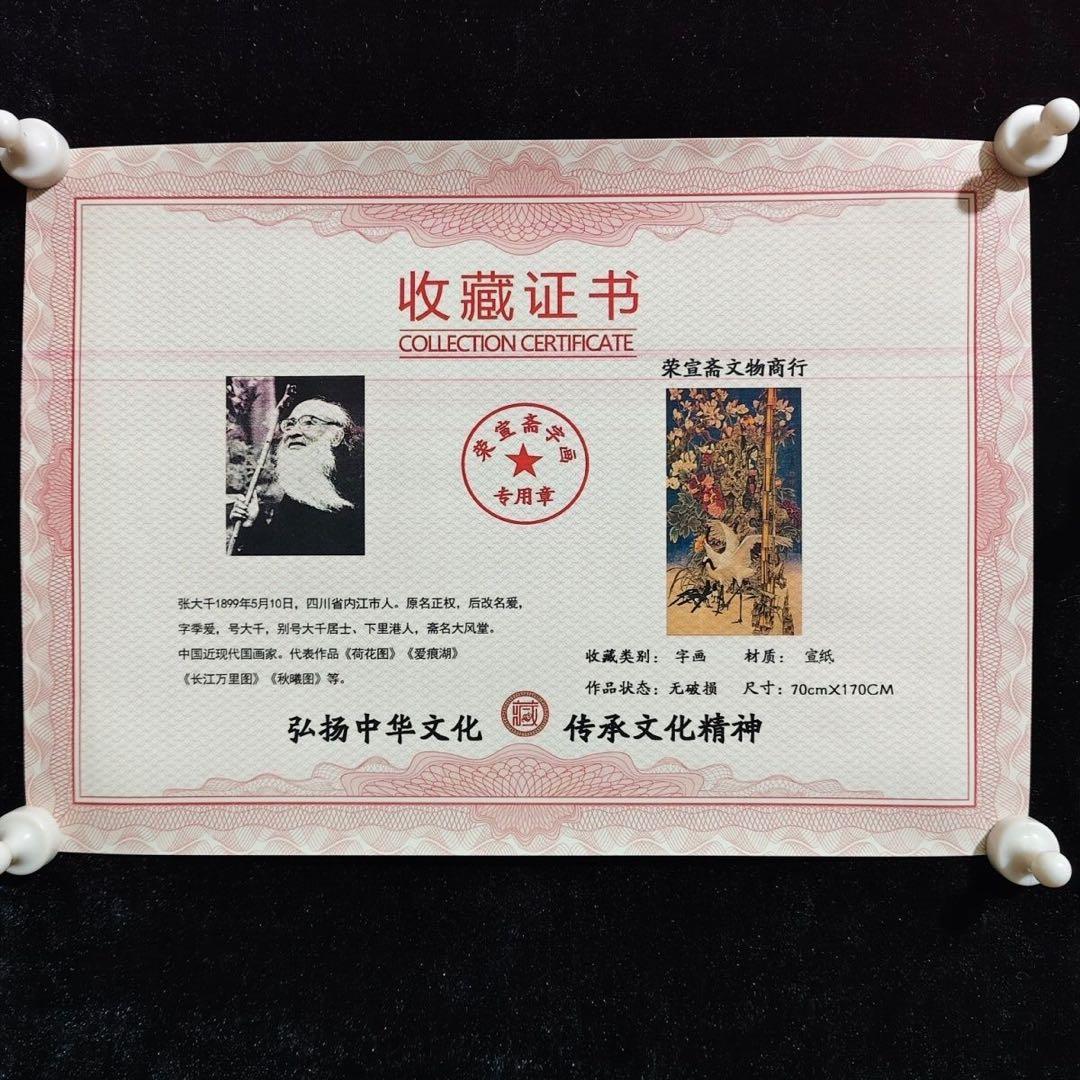 收藏证书
COLLECTION CERTIFICATE
荣宣斋文物商行
荣宣斋字画
专用章
张大千1899年5月10日，四川省内江市人。原名正权，后改名爱，
字季爱，号大千，别号大千居士、下里港人，斋名大风堂。
中国近现代国画家。代表作品《荷花图》《爱痕湖》
《长江万里图》《秋曦图》等。
收藏类别：字画 材质：宣纸
作品状态：无破损 尺寸：70cmX170CM
弘扬中华文化 藏 传承文化精神